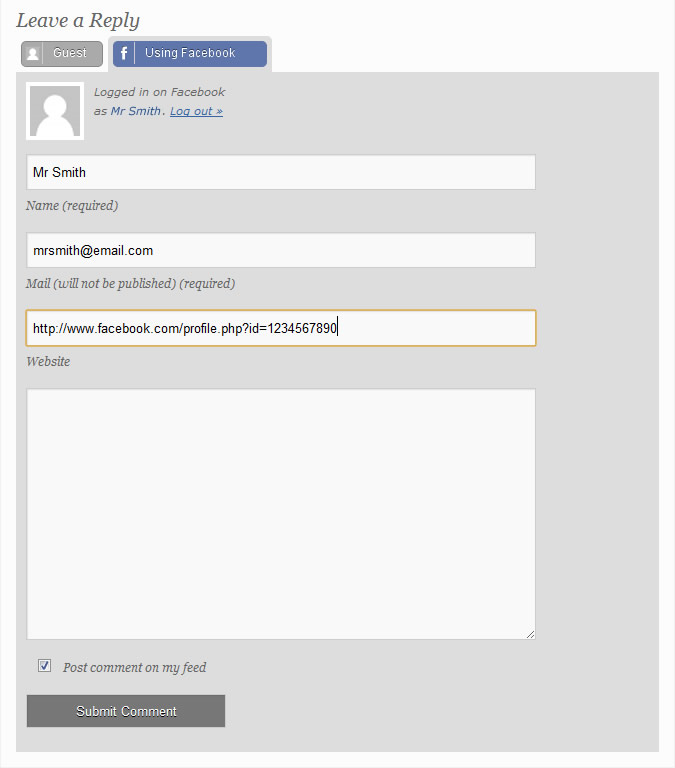 Leave a Reply
Guest
f Using Facebook
Logged in on Facebook
as Mr Smith. Log out »
Mr Smith
Name (required)
mrsmith@email.com
Mail (will not be published) (required)
http://www.facebook.com/profile.php?id=1234567890
Website
Post comment on my feed
Submit Comment